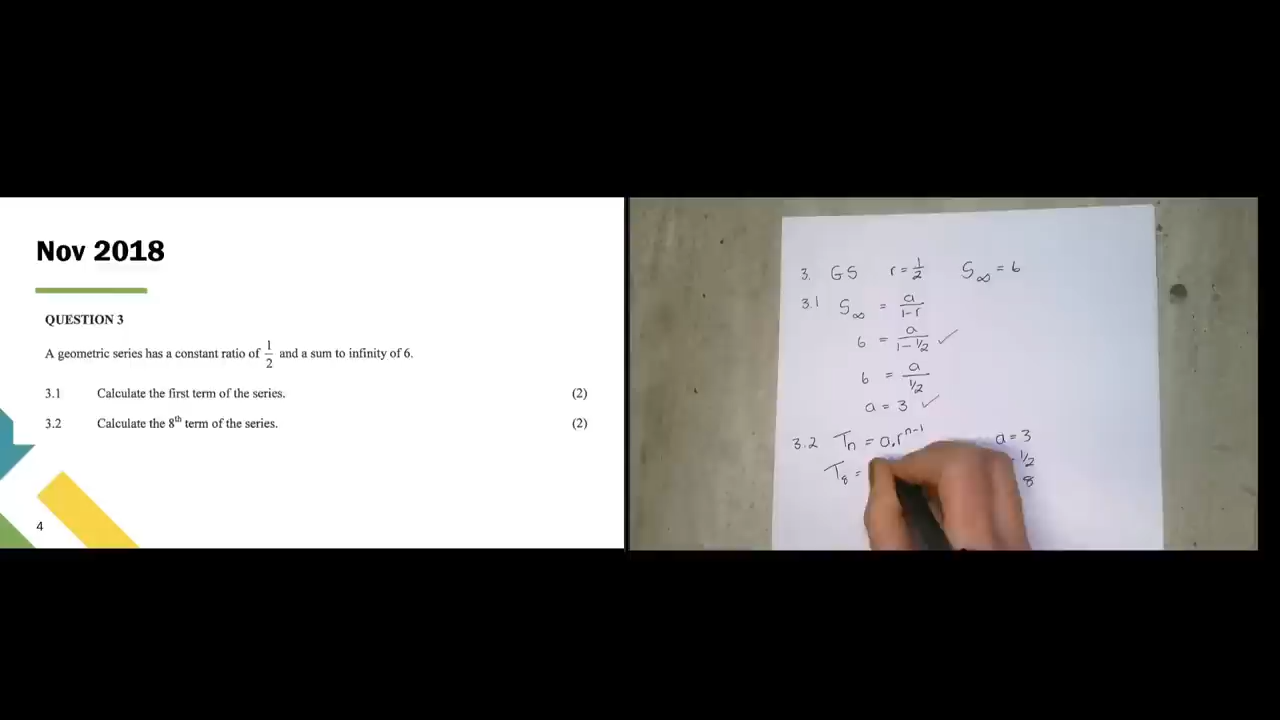 Nov 2018
QUESTION 3
A geometric series has a constant ratio of 1/2 and a sum to infinity of 6.
3.1 Calculate the first term of the series. (2)
3.2 Calculate the 8th term of the series. (2)
4
3. GS r = 1/2 S∞ = 6
3.1 S∞ = a/1-r
6 = a/1-1/2 ✓
6 = a/1/2
a = 3 ✓
3.2 Tn = a.r^n-1 a = 3
T8 = 1/2
8